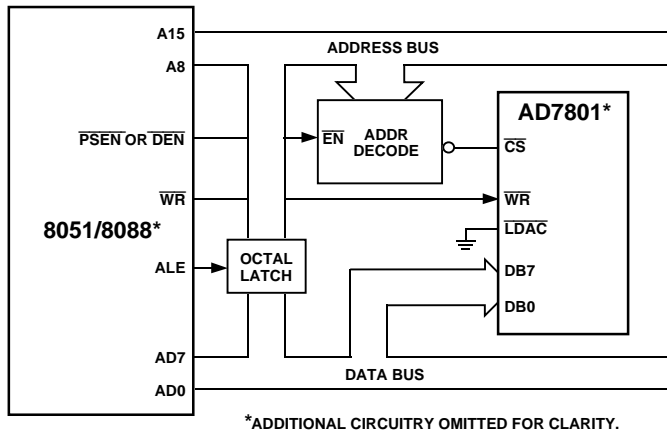 A15
ADDRESS BUS
A8
AD7801*
PSEN OR DEN
EN
ADDR
DECODE
CS
WR
WR
8051/8088*
LDAC
OCTAL
LATCH
ALE
DB7
DB0
AD7
DATA BUS
AD0
*ADDITIONAL CIRCUITRY OMITTED FOR CLARITY.